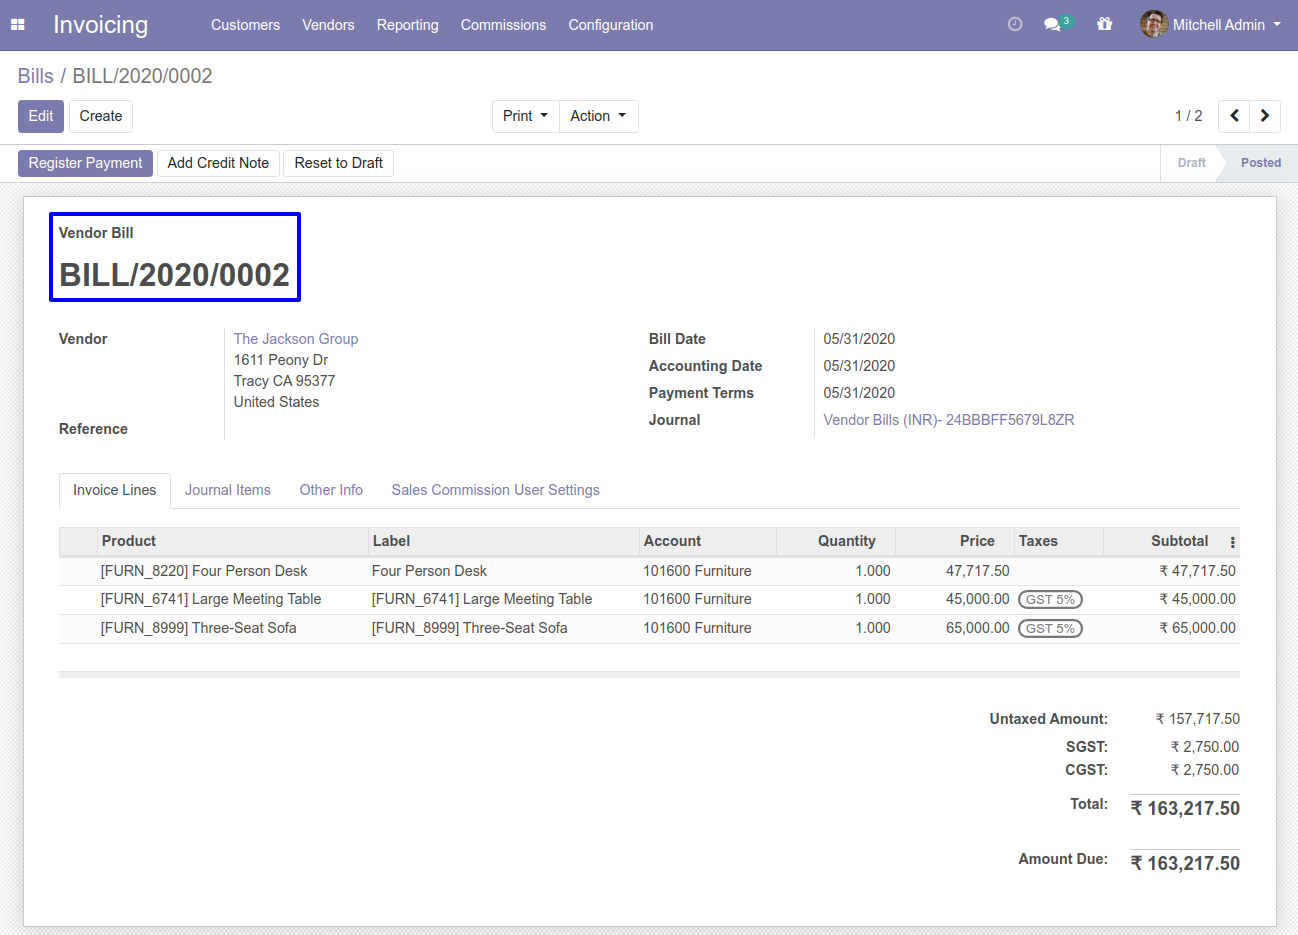 Invoicing Customers Vendors Reporting Commissions Configuration 3 Mitchell Admin
Bills / BILL/2020/0002
Edit Create Print Action 1 / 2
Register Payment Add Credit Note Reset to Draft Draft Posted
Vendor Bill
BILL/2020/0002
Vendor The Jackson Group Bill Date 05/31/2020
1611 Peony Dr
Accounting Date 05/31/2020
Tracy CA 95377
Payment Terms 05/31/2020
United States
Journal Vendor Bills (INR)- 24BBBFF5679L8ZR
Reference
Invoice Lines Journal Items Other Info Sales Commission User Settings
Product Label Account Quantity Price Taxes Subtotal
[FURN_8220] Four Person Desk Four Person Desk 101600 Furniture 1.000 47,717.50 ₹ 47,717.50
[FURN_6741] Large Meeting Table [FURN_6741] Large Meeting Table 101600 Furniture 1.000 45,000.00 GST 5% ₹ 45,000.00
[FURN_8999] Three-Seat Sofa [FURN_8999] Three-Seat Sofa 101600 Furniture 1.000 65,000.00 GST 5% ₹ 65,000.00
Untaxed Amount: ₹ 157,717.50
SGST: ₹ 2,750.00
CGST: ₹ 2,750.00
Total: ₹ 163,217.50
Amount Due: ₹ 163,217.50